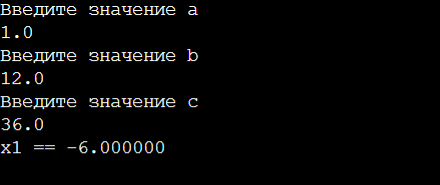 Введите значение a
1.0
Введите значение b
12.0
Введите значение c
36.0
x1 == -6.000000